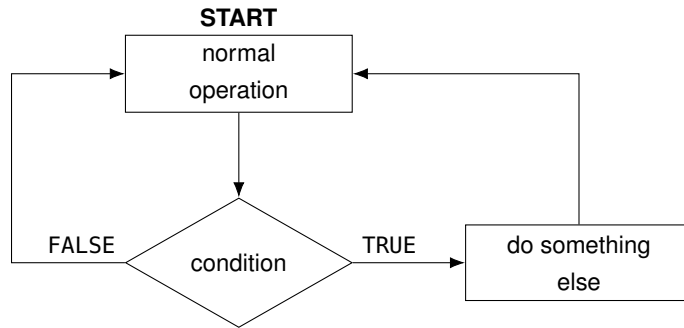 START
normal
operation
FALSE
condition
TRUE
do something
else